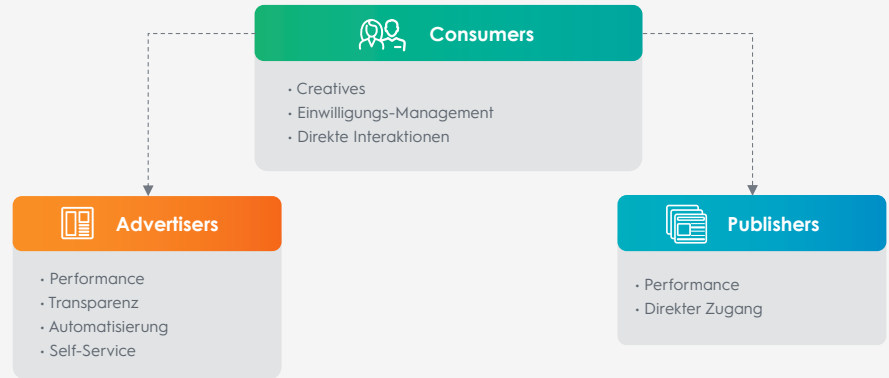 Consumers
· Creatives
· Einwilligungs-Management
· Direkte Interaktionen
Advertisers
· Performance
· Transparenz
· Automatisierung
· Self-Service
Publishers
· Performance
· Direkter Zugang